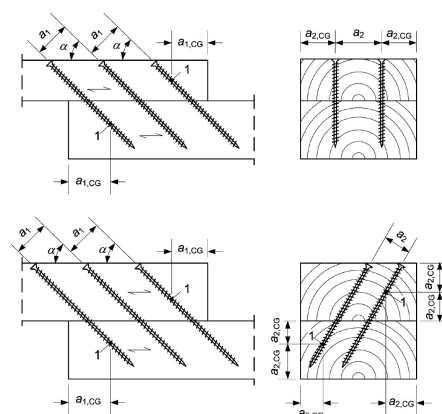 a1 α a1 α a1,CG a2,CG a2 a2,CG
1
1
a1,CG
a1 α a1 α a1,CG a2
1 1 a2,CG
a2,CG
1 1 a2,CG
a2,CG
a1,CG a2,CG a2,CG